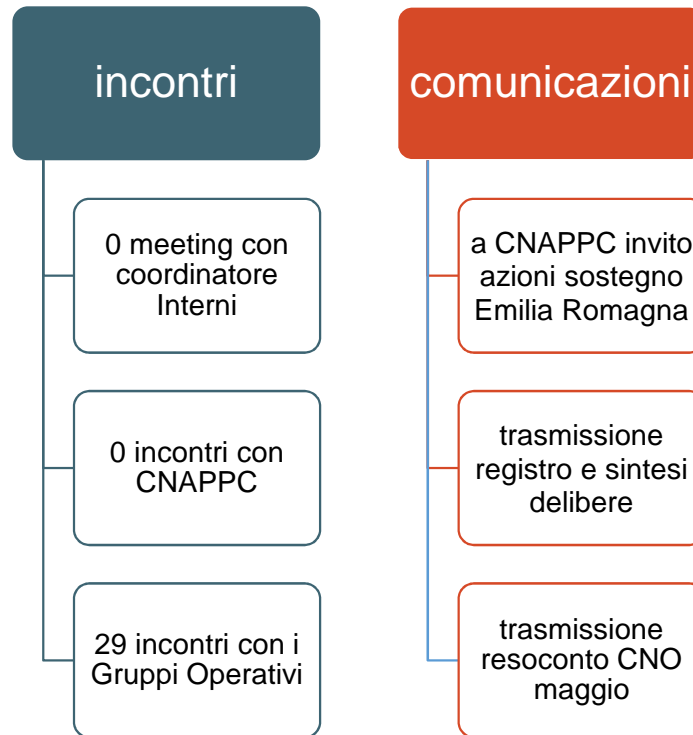 incontri
0 meeting con
coordinatore
Interni
0 incontri con
CNAPPC
29 incontri con i
Gruppi Operativi
comunicazioni
a CNAPPC invito
azioni sostegno
Emilia Romagna
trasmissione
registro e sintesi
delibere
trasmissione
resoconto CNO
maggio